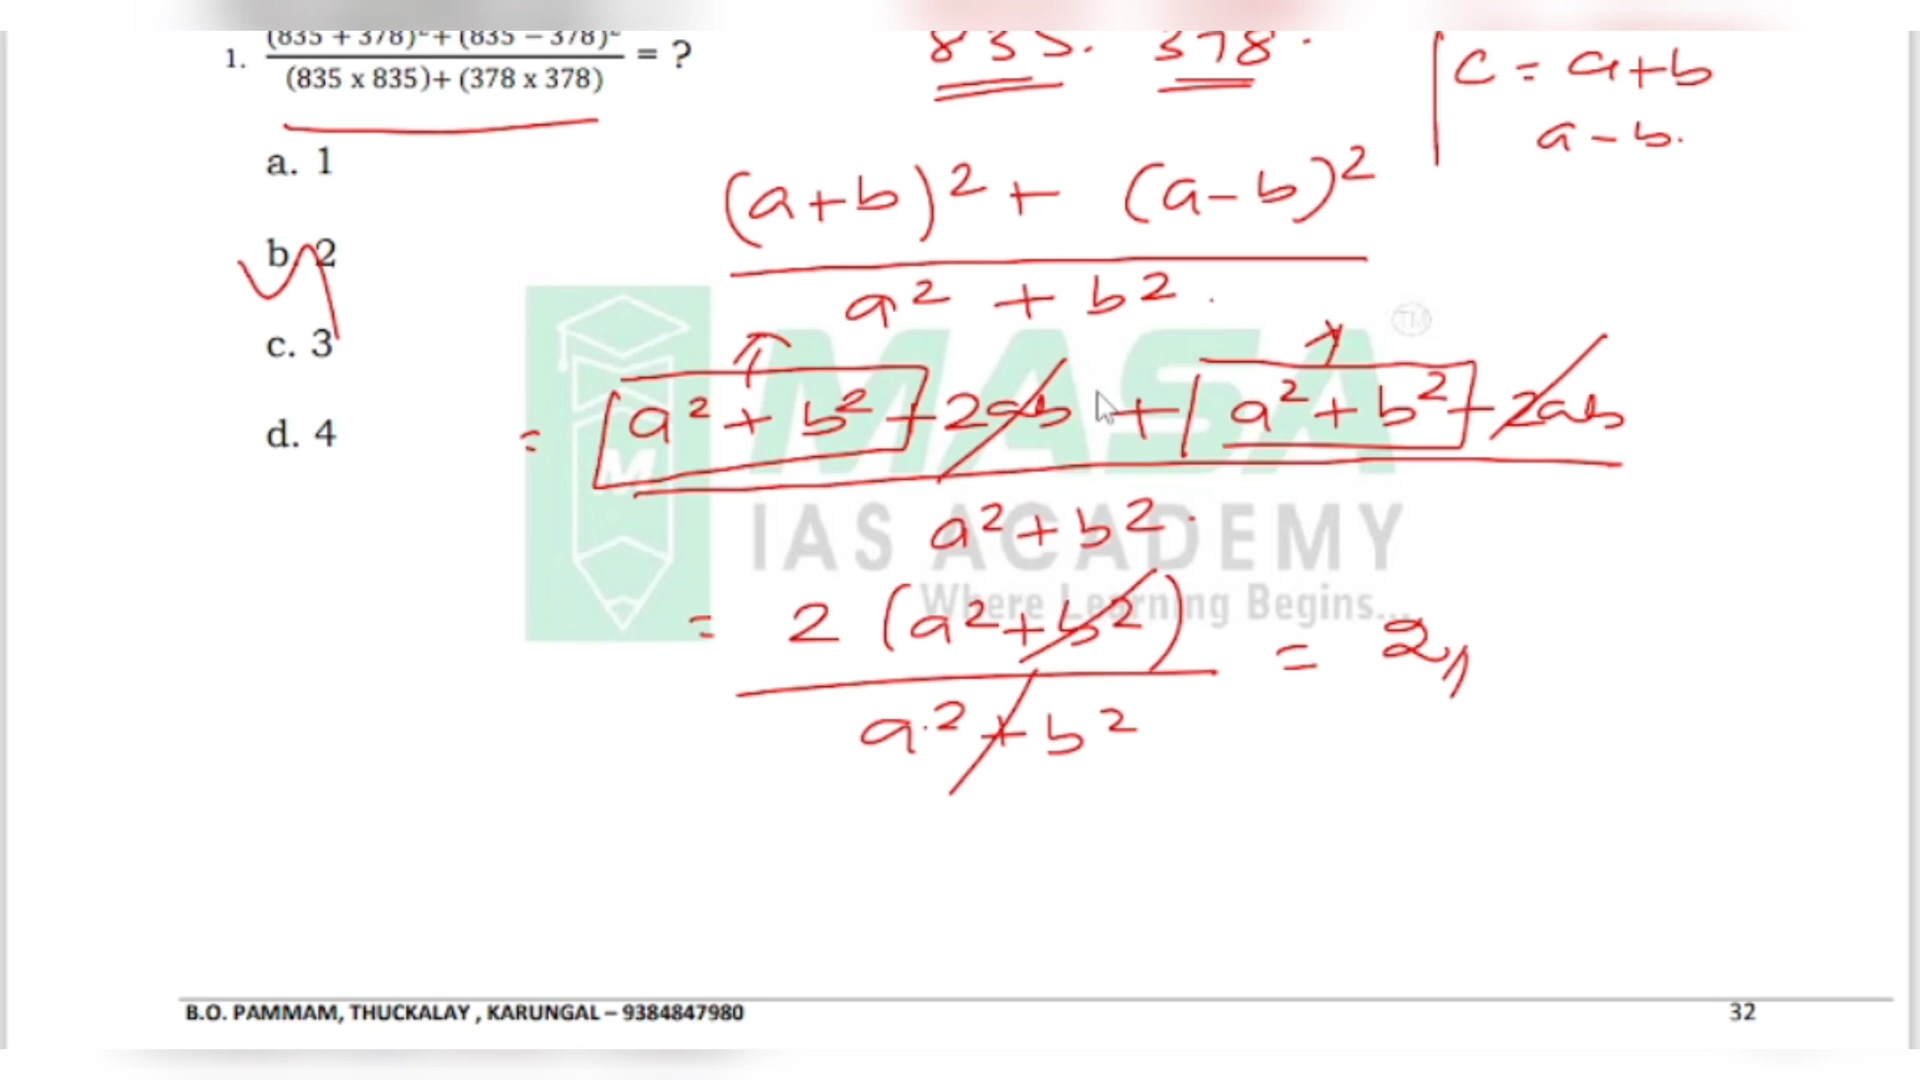 1. (835 + 378)² + (835 − 378)² / (835 x 835)+ (378 x 378) = ?
835. 378.
c = a+b
a-b.
a. 1
(a+b)² + (a-b)²
b. 2
a² + b².
c. 3
TM
MASA
= a² + b² + 2ab + a² + b² - 2ab
d. 4
M
a² + b².
IAS ACADEMY
Where Learning Begins...
= 2 (a² + b²) = 2
a² + b²
B.O. PAMMAM, THUCKALAY , KARUNGAL – 9384847980
32